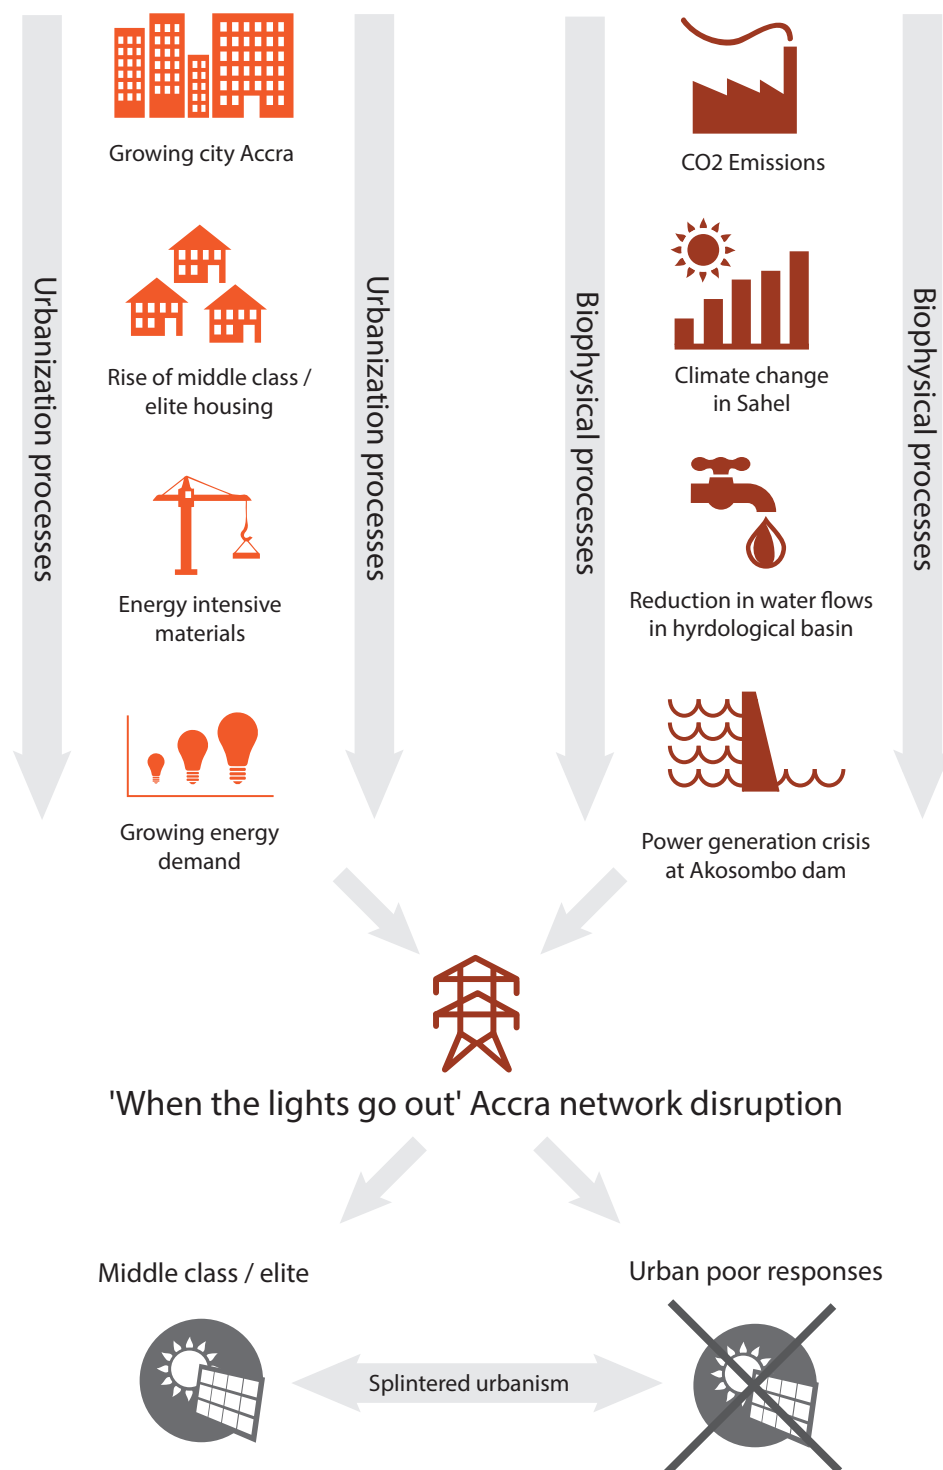 Growing city Accra
Rise of middle class /
elite housing
Energy intensive
materials
Growing energy
demand
Urbanization processes
Urbanization processes
CO2 Emissions
Climate change
in Sahel
Reduction in water flows
in hyrdological basin
Power generation crisis
at Akosombo dam
Biophysical processes
Biophysical processes
'When the lights go out' Accra network disruption
Middle class / elite
Urban poor responses
Splintered urbanism